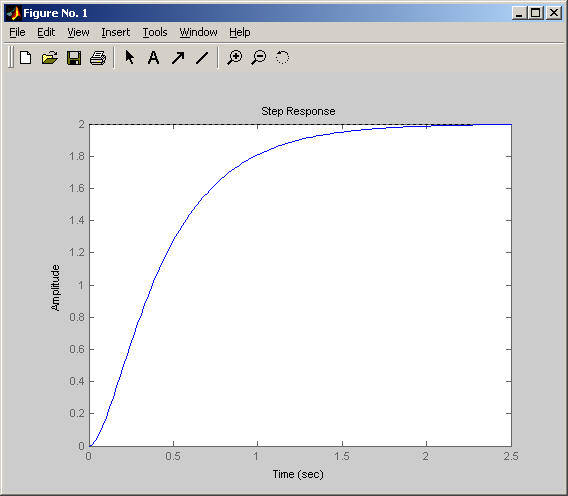 Figure No. 1
File Edit View Insert Tools Window Help
A
Step Response
2
1.8
1.6
1.4
1.2
1
0.8
0.6
0.4
0.2
0
Amplitude
0 0.5 1 1.5 2 2.5
Time (sec)